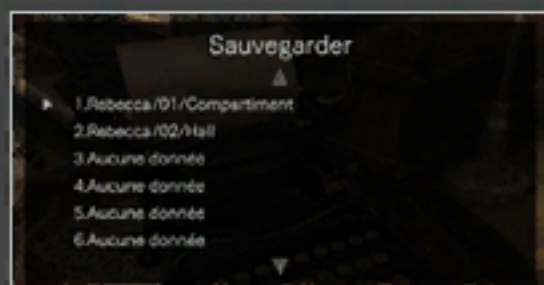 Sauvegarder
1.Rebecca/01/Compartiment
2.Rebecca/02/Hall
3.Aucune donnée
4.Aucune donnée
5.Aucune donnée
6.Aucune donnée